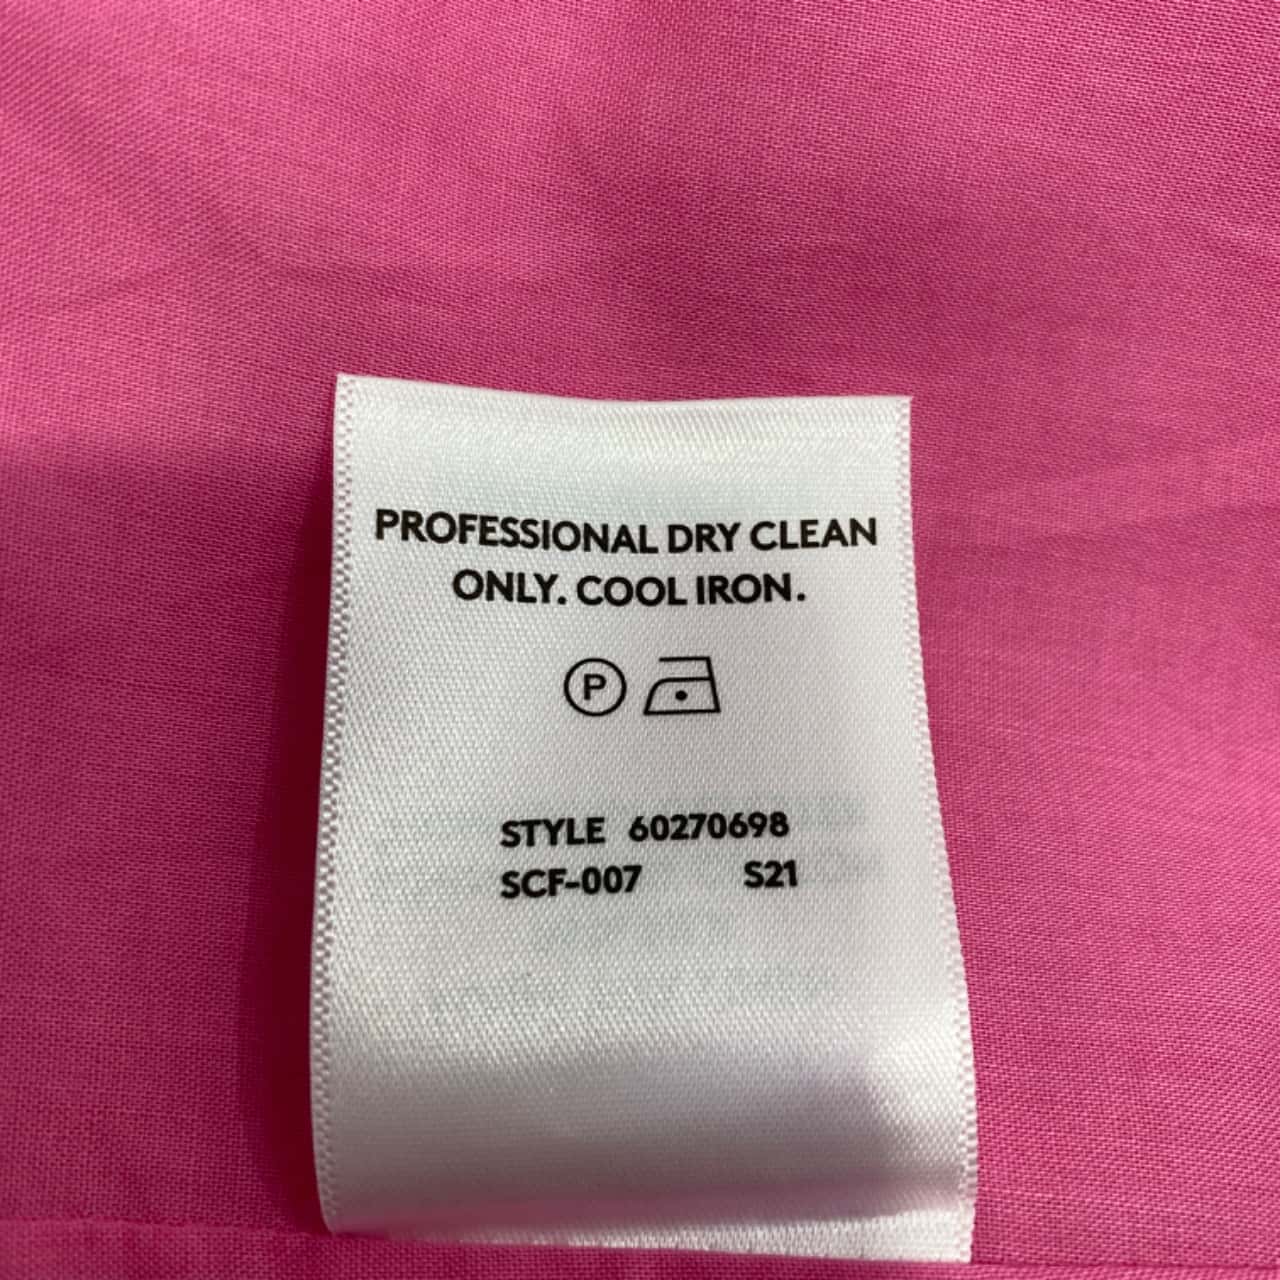 PROFESSIONAL DRY CLEAN
ONLY. COOL IRON.
P
STYLE 60270698
SCF-007 S21